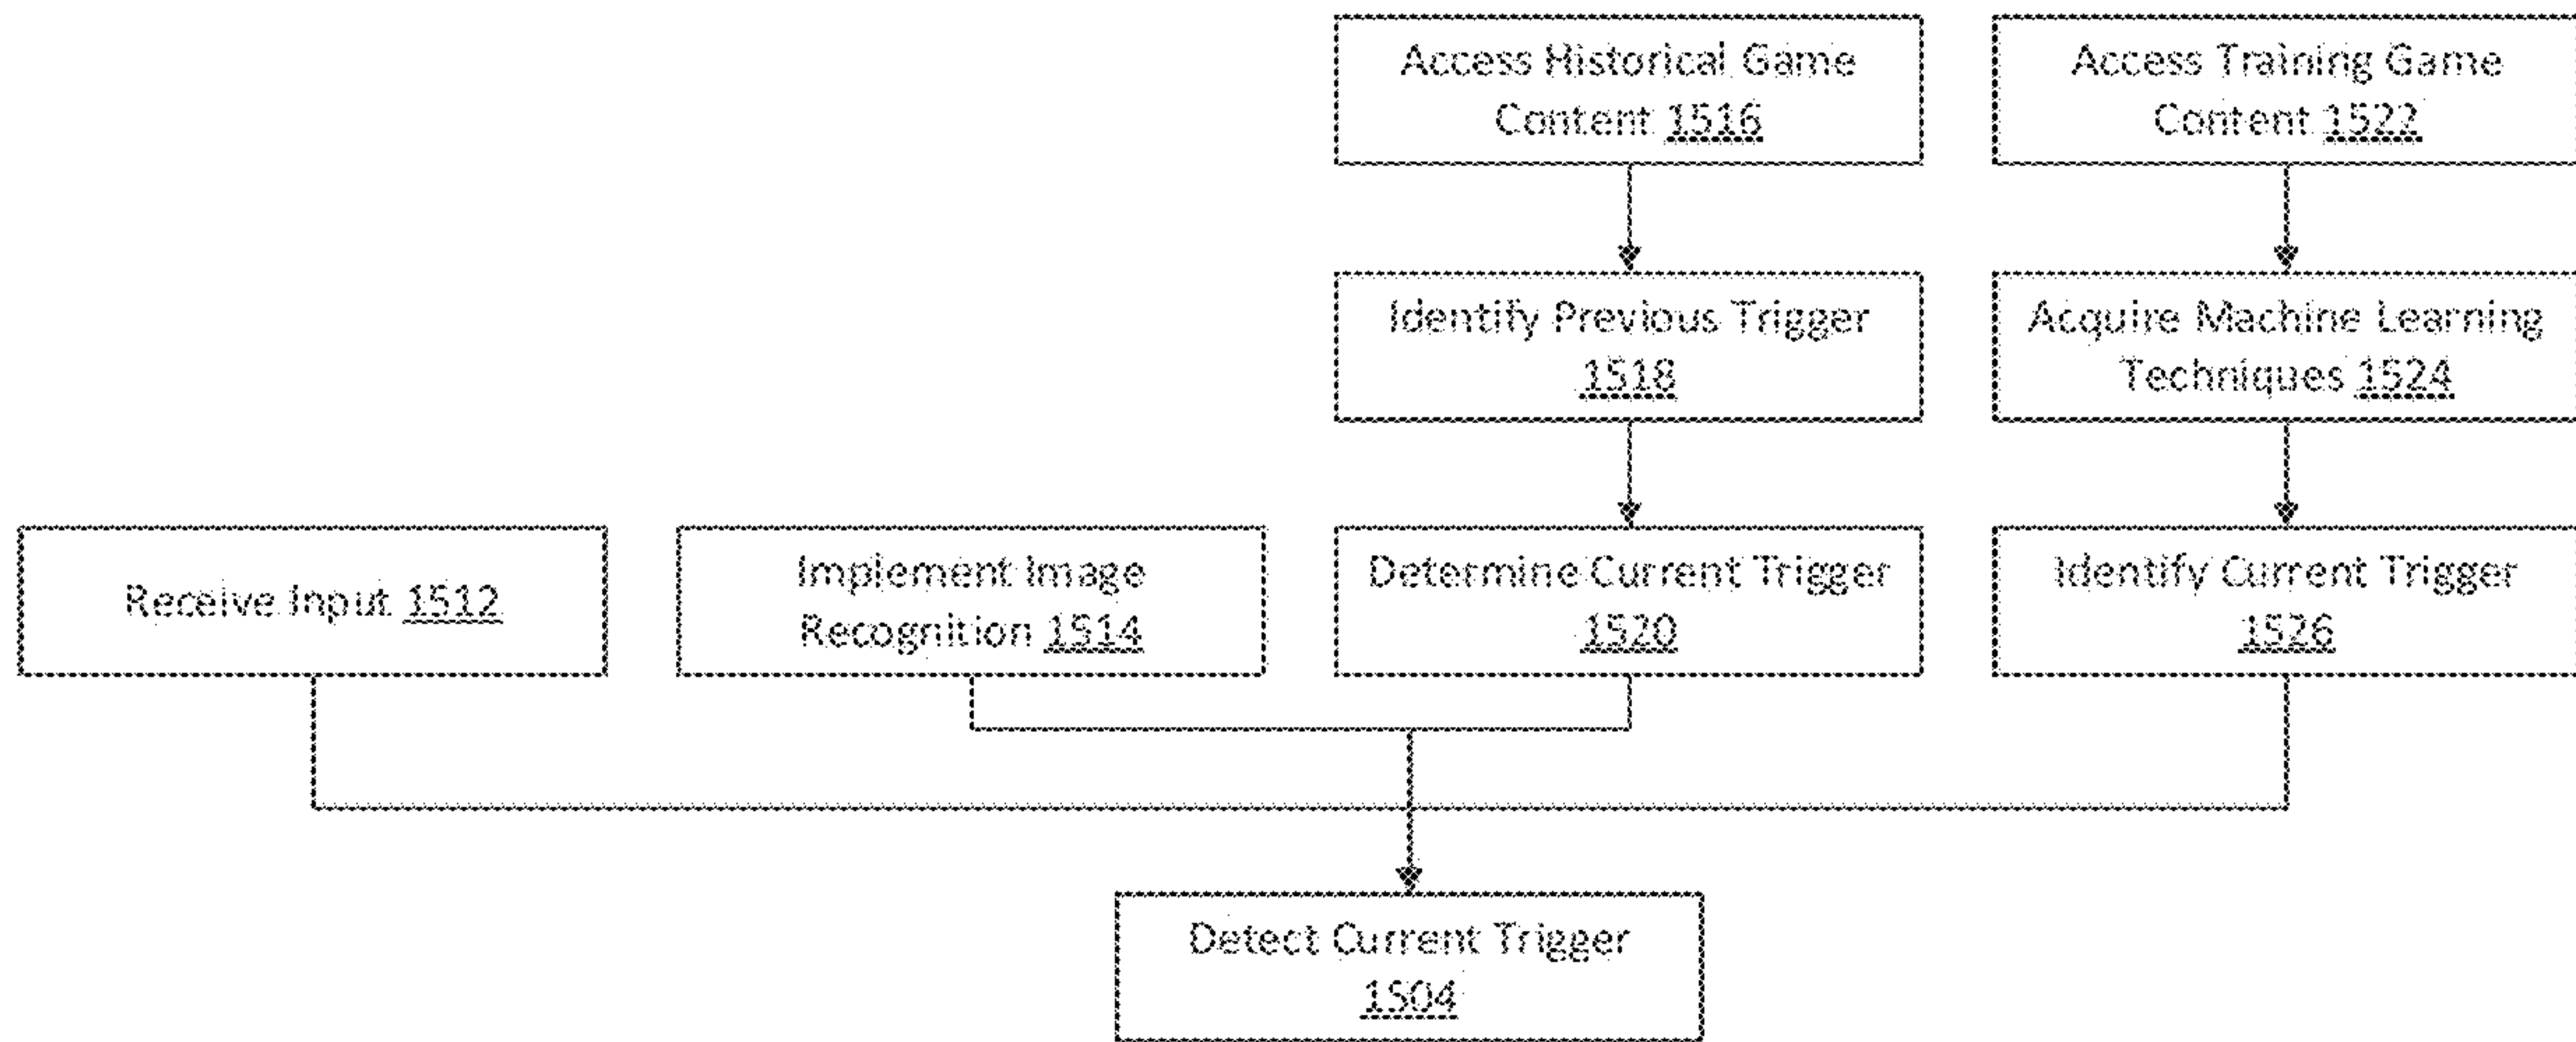 Access Historical Game
Content 1516
Access Training Game
Content 1522
Identify Previous Trigger
1518
Acquire Machine Learning
Techniques 1524
Receive Input 1512
Implement Image
Recognition 1514
Determine Current Trigger
1520
Identify Current Trigger
1526
Detect Current Trigger
1504